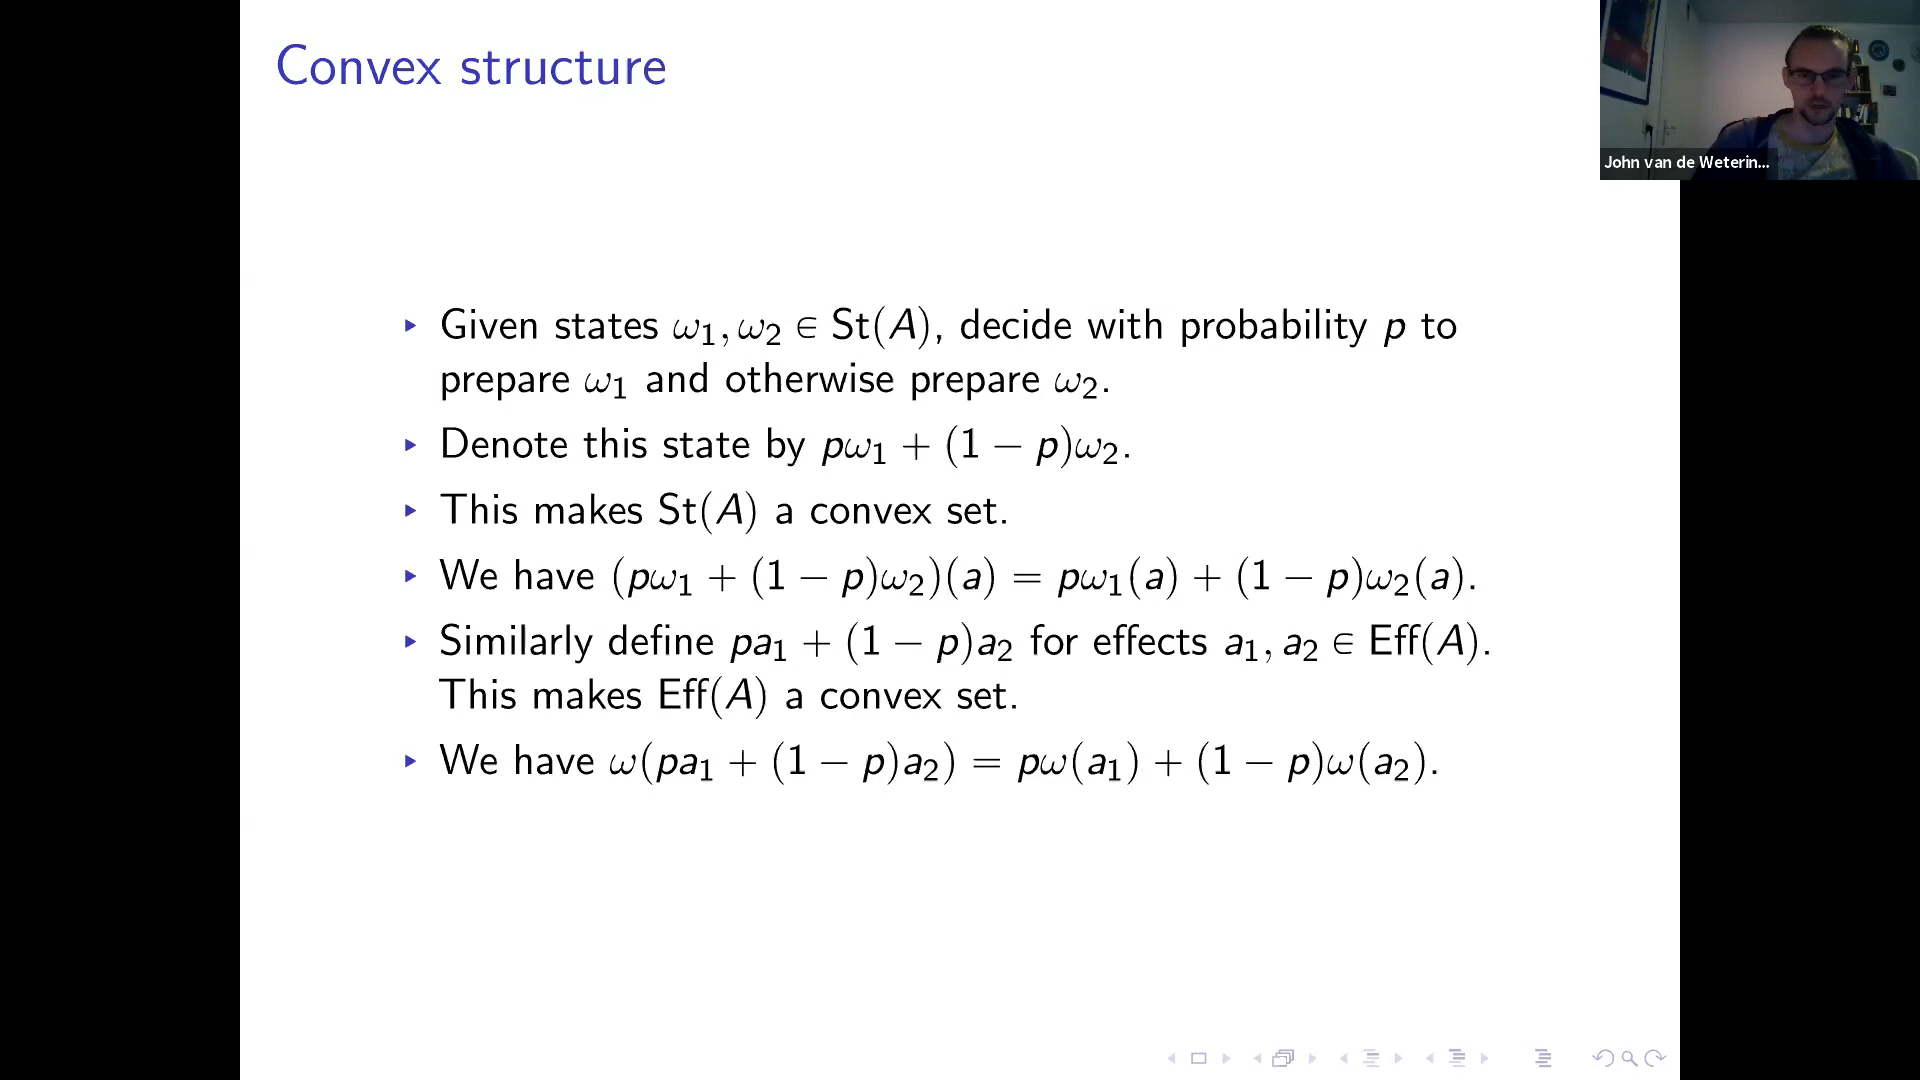 Convex structure
John van de Weterin...
▸ Given states ω₁, ω₂ ∈ St(A), decide with probability p to
prepare ω₁ and otherwise prepare ω₂.
▸ Denote this state by pω₁ + (1 − p)ω₂.
▸ This makes St(A) a convex set.
▸ We have (pω₁ + (1 − p)ω₂)(a) = pω₁(a) + (1 − p)ω₂(a).
▸ Similarly define pa₁ + (1 − p)a₂ for effects a₁, a₂ ∈ Eff(A).
This makes Eff(A) a convex set.
▸ We have ω(pa₁ + (1 − p)a₂) = pω(a₁) + (1 − p)ω(a₂).